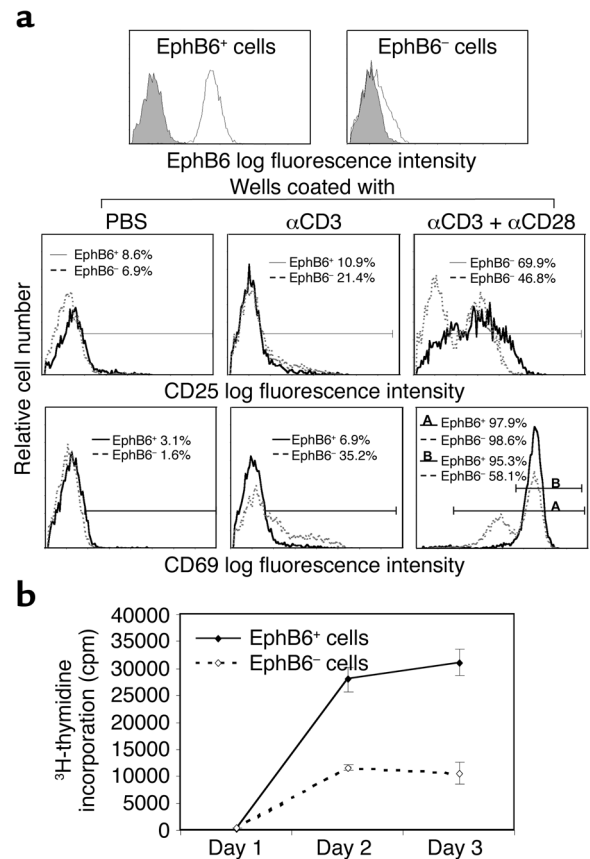 a
EphB6⁺ cells
EphB6⁻ cells
EphB6 log fluorescence intensity
Wells coated with
PBS
αCD3
αCD3 + αCD28
EphB6⁺ 8.6%
EphB6⁻ 6.9%
EphB6⁺ 10.9%
EphB6⁻ 21.4%
EphB6⁻ 69.9%
EphB6⁻ 46.8%
Relative cell number
CD25 log fluorescence intensity
EphB6⁺ 3.1%
EphB6⁻ 1.6%
EphB6⁺ 6.9%
EphB6⁻ 35.2%
A EphB6⁺ 97.9%
EphB6⁻ 98.6%
B EphB6⁺ 95.3%
EphB6⁻ 58.1%
B
A
CD69 log fluorescence intensity
b
³H-thymidine
incorporation (cpm)
40000
35000
30000
25000
20000
15000
10000
5000
0
EphB6⁺ cells
EphB6⁻ cells
Day 1
Day 2
Day 3